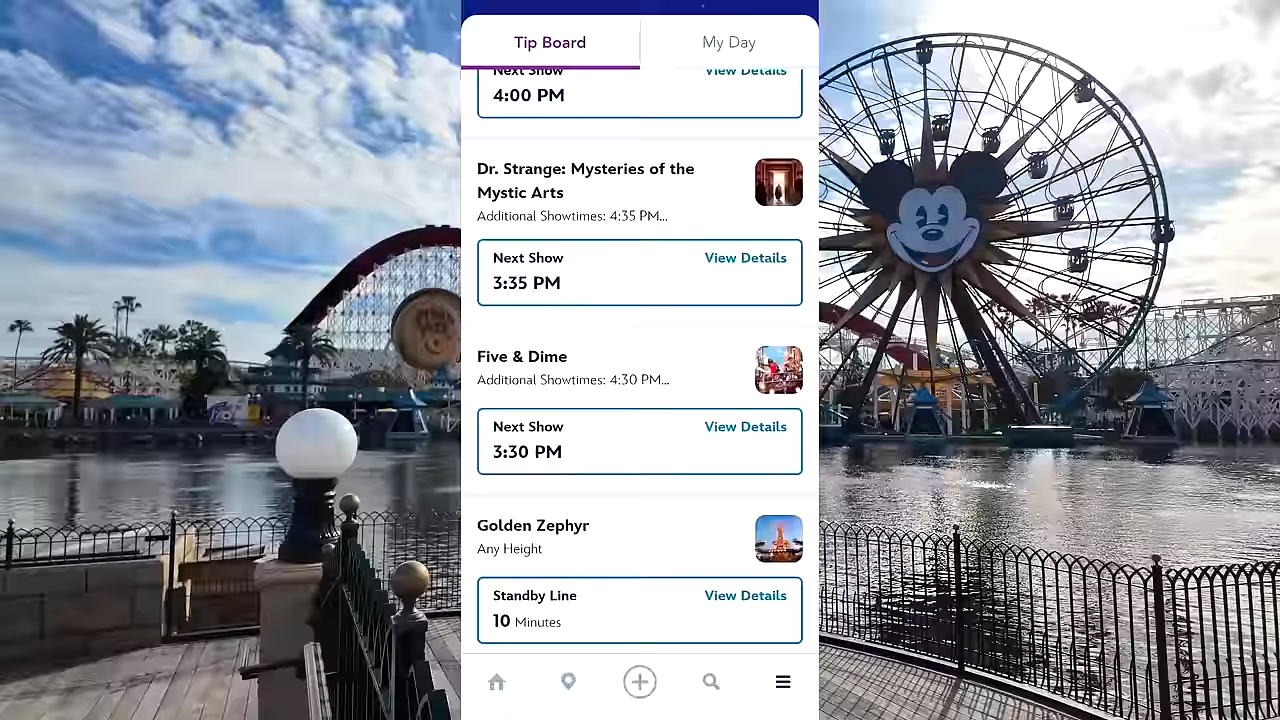 Tip Board
My Day
Next Show
View Details
4:00 PM
Dr. Strange: Mysteries of the
Mystic Arts
Additional Showtimes: 4:35 PM...
Next Show
View Details
3:35 PM
Five & Dime
Additional Showtimes: 4:30 PM...
Next Show
View Details
3:30 PM
Golden Zephyr
Any Height
Standby Line
View Details
10 Minutes